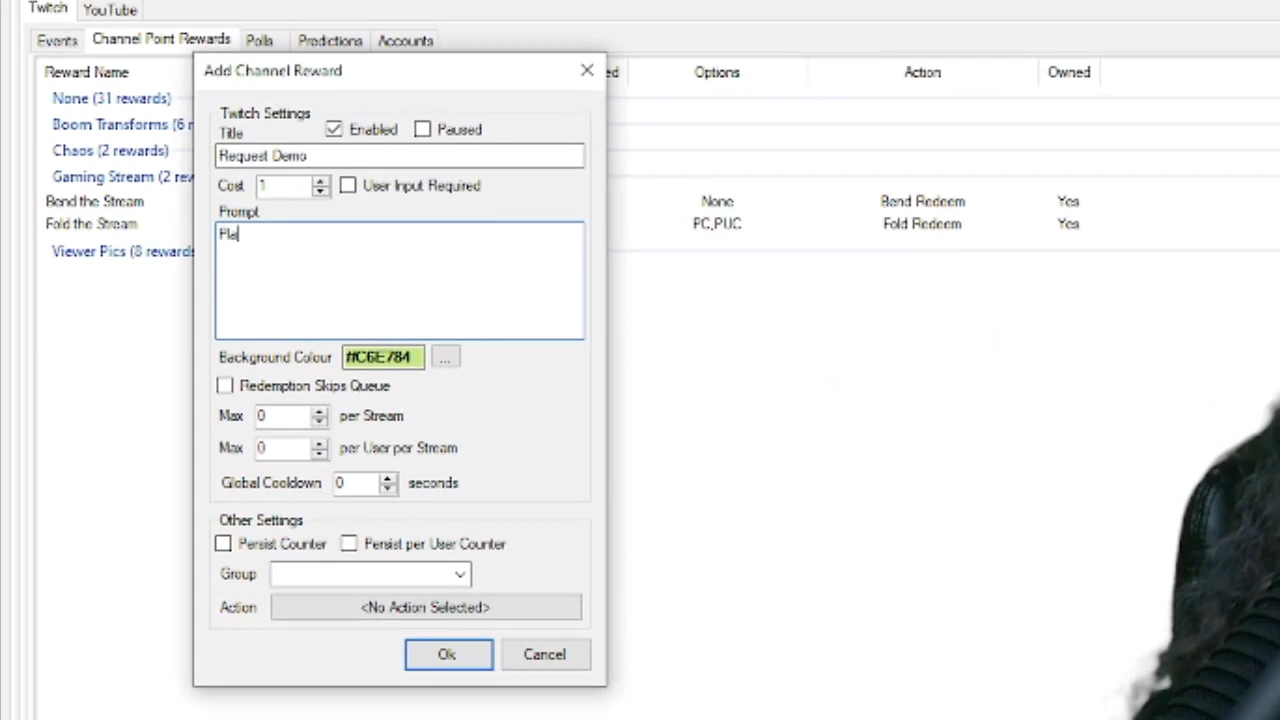 Twitch YouTube
Events Channel Point Rewards Polls Predictions Accounts
Reward Name Options Action Owned
None (31 rewards)
Boom Transforms (6 r
Chaos (2 rewards)
Gaming Stream (2 rew
Bend the Stream None Bend Redeem Yes
Fold the Stream PC,PUC Fold Redeem Yes
Viewer Pics (8 rewards
Add Channel Reward
Twitch Settings
Title Enabled Paused
Request Demo
Cost 1 User Input Required
Prompt
Pla
Background Colour #C6E784 ...
Redemption Skips Queue
Max 0 per Stream
Max 0 per User per Stream
Global Cooldown 0 seconds
Other Settings
Persist Counter Persist per User Counter
Group
Action <No Action Selected>
Ok Cancel